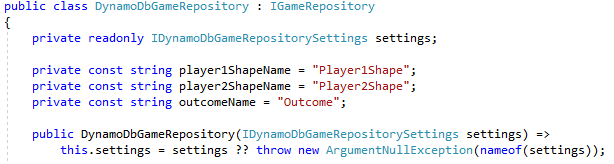 public class DynamoDbGameRepository : IGameRepository
{
    private readonly IDynamoDbGameRepositorySettings settings;

    private const string player1ShapeName = "Player1Shape";
    private const string player2ShapeName = "Player2Shape";
    private const string outcomeName = "Outcome";

    public DynamoDbGameRepository(IDynamoDbGameRepositorySettings settings) =>
        this.settings = settings ?? throw new ArgumentNullException(nameof(settings));